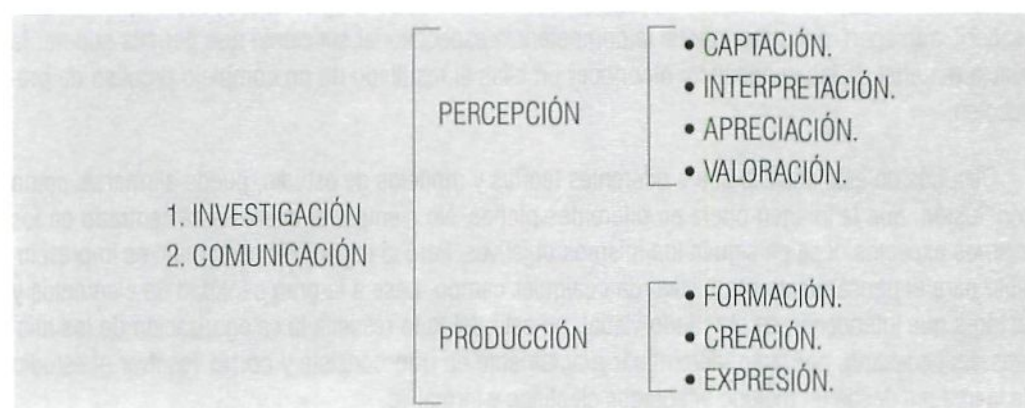 1. INVESTIGACIÓN
2. COMUNICACIÓN
PERCEPCIÓN
• CAPTACIÓN.
• INTERPRETACIÓN.
• APRECIACIÓN.
• VALORACIÓN.
PRODUCCIÓN
• FORMACIÓN.
• CREACIÓN.
• EXPRESIÓN.